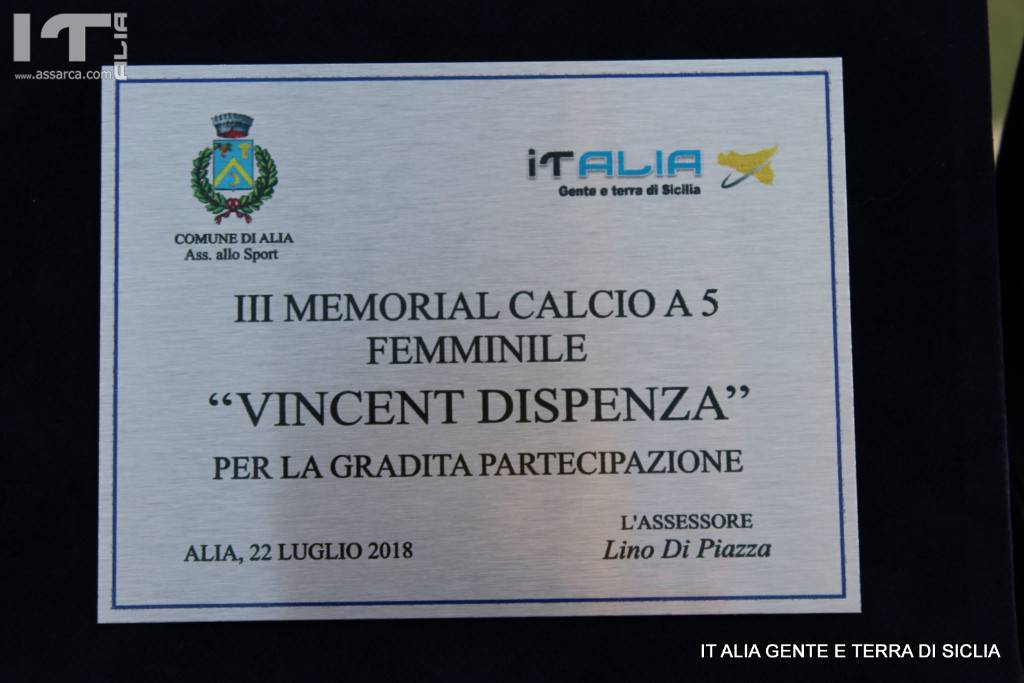 IT ALIA
www.assarca.com
COMUNE DI ALIA
Ass. allo Sport
iTALIA
Gente e terra di Sicilia
III MEMORIAL CALCIO A 5
FEMMINILE
“VINCENT DISPENZA”
PER LA GRADITA PARTECIPAZIONE
ALIA, 22 LUGLIO 2018
L'ASSESSORE
Lino Di Piazza
IT ALIA GENTE E TERRA DI SICLIA